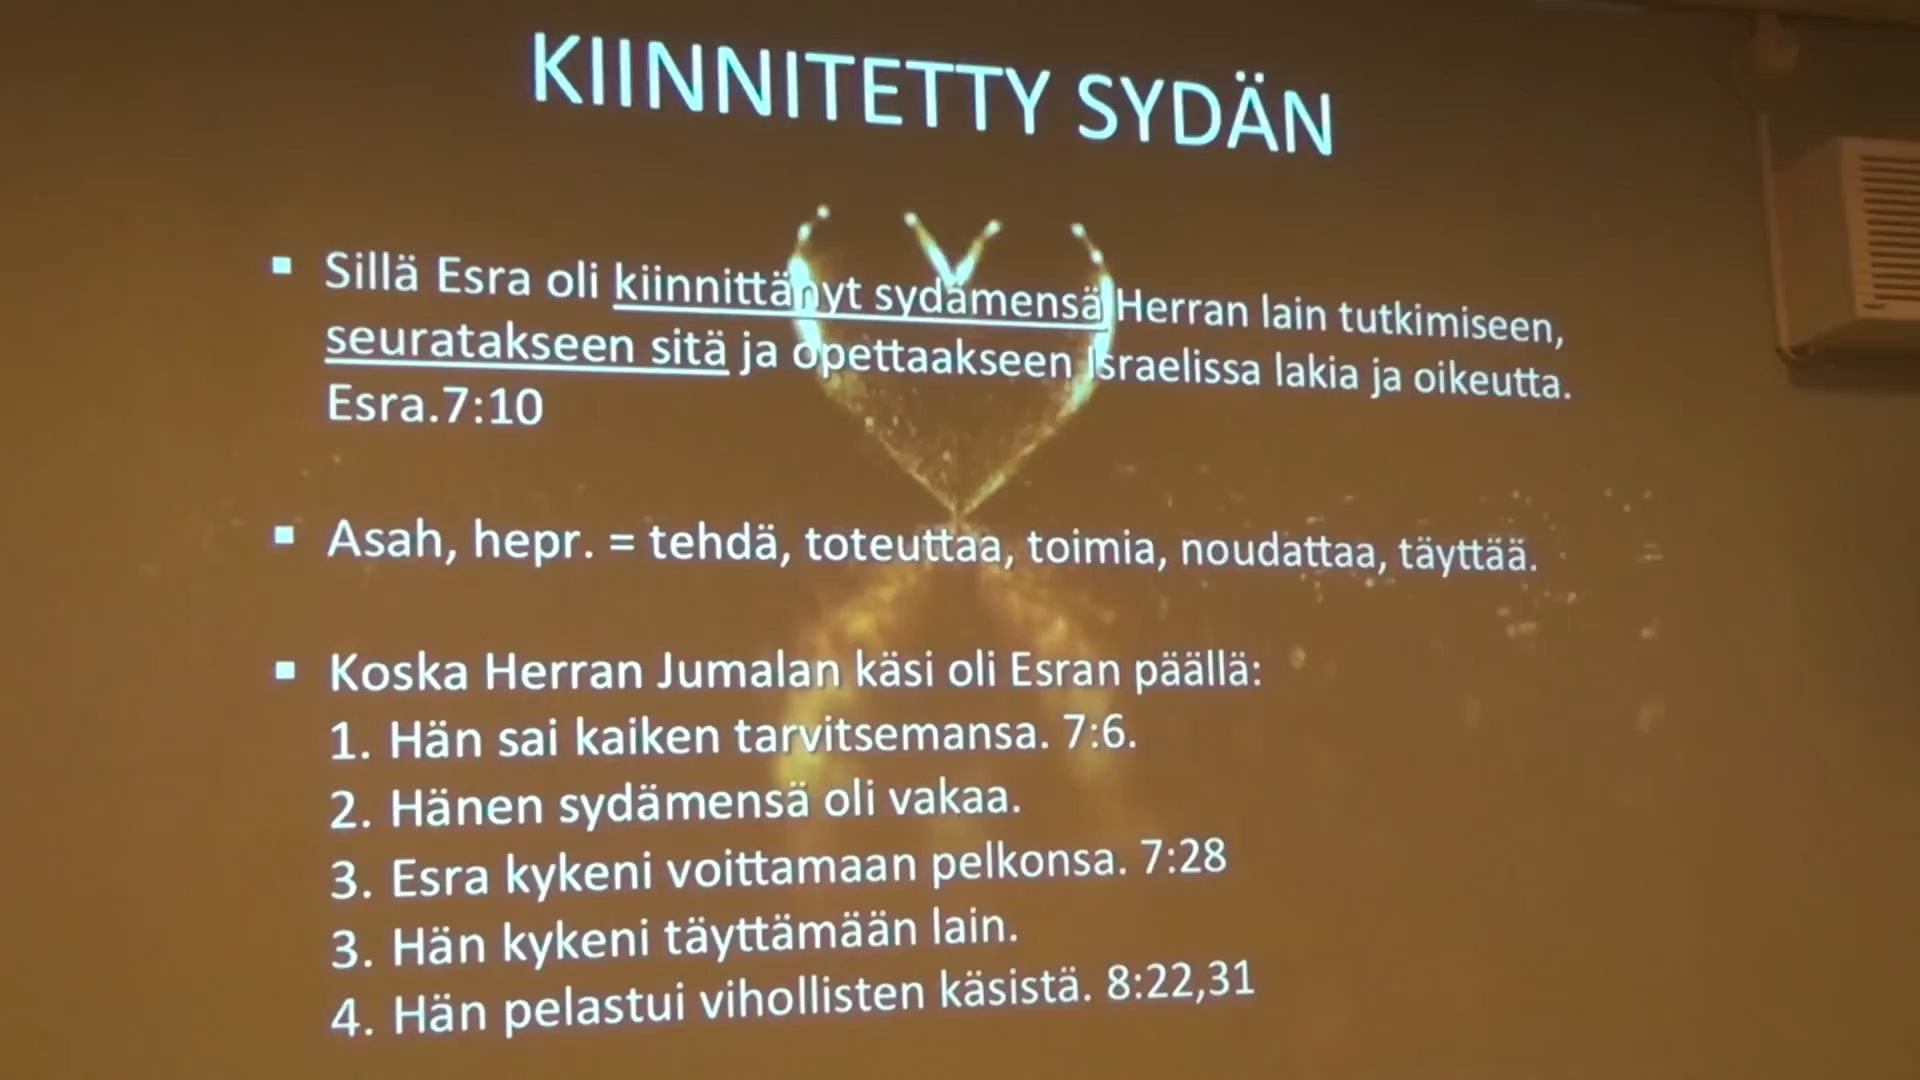 KIINNITETTY SYDÄN
▪ Sillä Esra oli kiinnittänyt sydämensä Herran lain tutkimiseen,
seuratakseen sitä ja opettaakseen Israelissa lakia ja oikeutta.
Esra.7:10
▪ Asah, hepr. = tehdä, toteuttaa, toimia, noudattaa, täyttää.
▪ Koska Herran Jumalan käsi oli Esran päällä:
1. Hän sai kaiken tarvitsemansa. 7:6.
2. Hänen sydämensä oli vakaa.
3. Esra kykeni voittamaan pelkonsa. 7:28
3. Hän kykeni täyttämään lain.
4. Hän pelastui vihollisten käsistä. 8:22,31